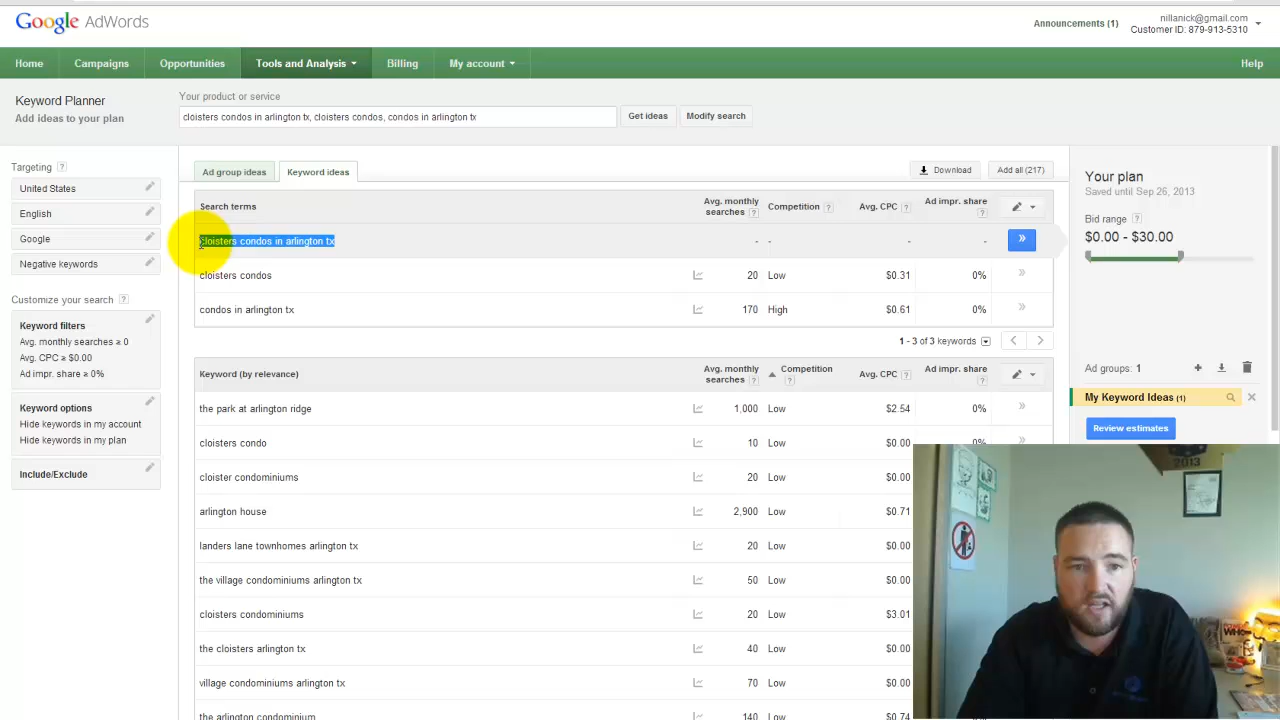 Google AdWords
Announcements (1)
nillanick@gmail.com
Customer ID: 879-913-5310
Home Campaigns Opportunities Tools and Analysis Billing My account Help
Keyword Planner
Add ideas to your plan
Your product or service
cloisters condos in arlington tx, cloisters condos, condos in arlington tx
Get ideas Modify search
Targeting ?
United States
English
Google
Negative keywords
Customize your search ?
Keyword filters
Avg. monthly searches ≥ 0
Avg. CPC ≥ $0.00
Ad impr. share ≥ 0%
Keyword options
Hide keywords in my account
Hide keywords in my plan
Include/Exclude
Ad group ideas Keyword ideas Download Add all (217)
Search terms Avg. monthly searches ? Competition ? Avg. CPC ? Ad impr. share ?
cloisters condos in arlington tx - - - - »
cloisters condos 20 Low $0.31 0% »
condos in arlington tx 170 High $0.61 0% »
1 - 3 of 3 keywords
Keyword (by relevance) Avg. monthly searches ? Competition ? Avg. CPC ? Ad impr. share ?
the park at arlington ridge 1,000 Low $2.54 0% »
cloisters condo 10 Low $0.00 0% »
cloister condominiums 20 Low $0.00
arlington house 2,900 Low $0.71
landers lane townhomes arlington tx 20 Low $0.00
the village condominiums arlington tx 50 Low $0.00
cloisters condominiums 20 Low $3.01
the cloisters arlington tx 40 Low $0.00
village condominiums arlington tx 70 Low $0.00
the arlington condominium 140 Low $0.74
Your plan
Saved until Sep 26, 2013
Bid range ?
$0.00 - $30.00
Ad groups: 1
My Keyword Ideas (1)
Review estimates
2013